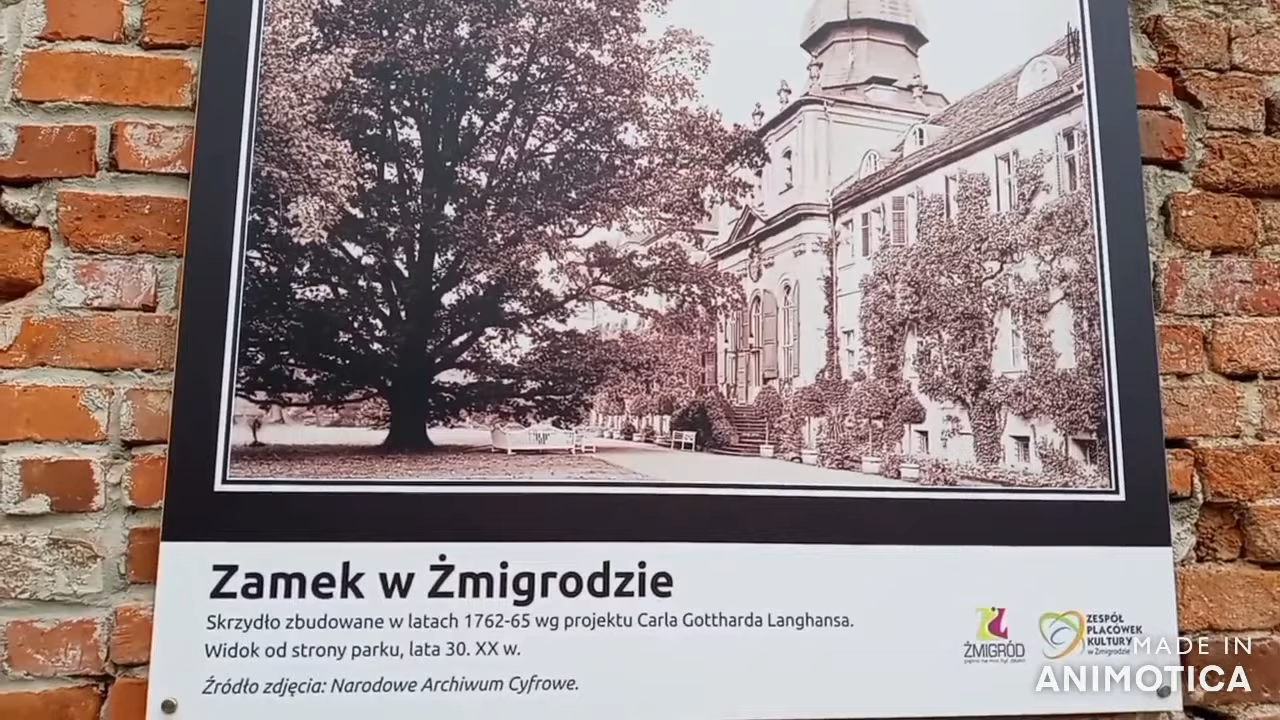 Zamek w Żmigrodzie
Skrzydło zbudowane w latach 1762-65 wg projektu Carla Gottharda Langhansa.
Widok od strony parku, lata 30. XX w.
Źródło zdjęcia: Narodowe Archiwum Cyfrowe.
ŻMIGRÓD
ZESPÓŁ
PLACÓWEK
KULTURY
w Żmigrodzie
MADE IN
ANIMOTICA